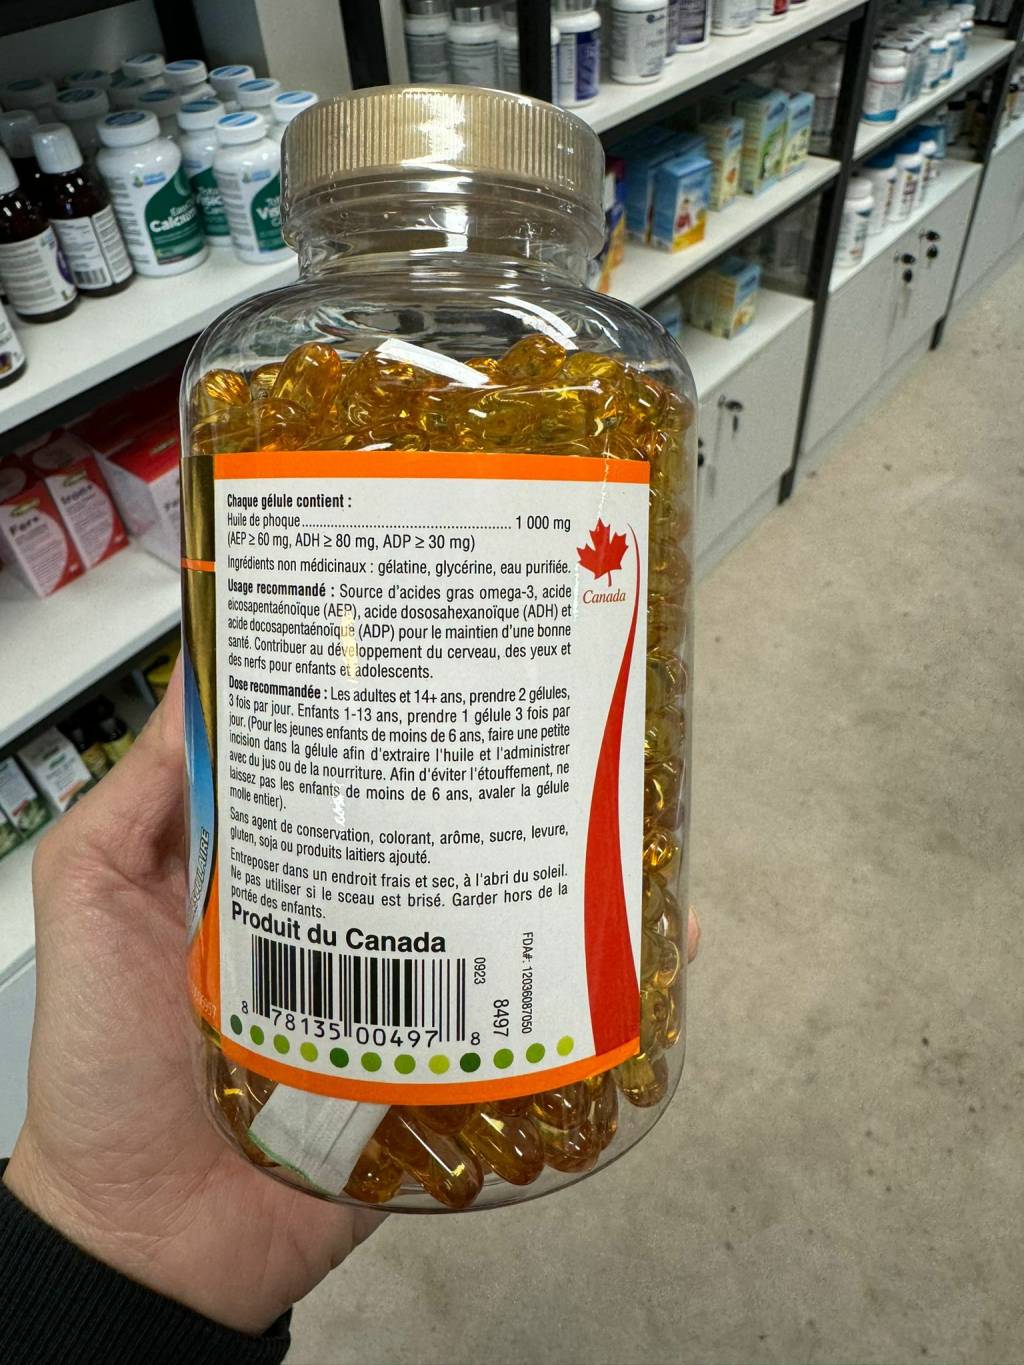 Calcium
Chaque gélule contient :
Huile de phoque........................................................ 1 000 mg
(AEP ≥ 60 mg, ADH ≥ 80 mg, ADP ≥ 30 mg)
Ingrédients non médicinaux : gélatine, glycérine, eau purifiée.
Usage recommandé : Source d'acides gras omega-3, acide
eicosapentaénoïque (AEP), acide dososahexanoïque (ADH) et
acide docosapentaénoïque (ADP) pour le maintien d'une bonne
santé. Contribuer au développement du cerveau, des yeux et
des nerfs pour enfants et adolescents.
Dose recommandée : Les adultes et 14+ ans, prendre 2 gélules,
3 fois par jour. Enfants 1-13 ans, prendre 1 gélule 3 fois par
jour. (Pour les jeunes enfants de moins de 6 ans, faire une petite
incision dans la gélule afin d'extraire l'huile et l'administrer
avec du jus ou de la nourriture. Afin d'éviter l'étouffement, ne
laissez pas les enfants de moins de 6 ans, avaler la gélule
molle entier).
Sans agent de conservation, colorant, arôme, sucre, levure,
gluten, soja ou produits laitiers ajouté.
Entreposer dans un endroit frais et sec, à l'abri du soleil.
Ne pas utiliser si le sceau est brisé. Garder hors de la
portée des enfants.
Produit du Canada
8 78135 00497 8
0923
8497
FDA#: 12036087050
Canada